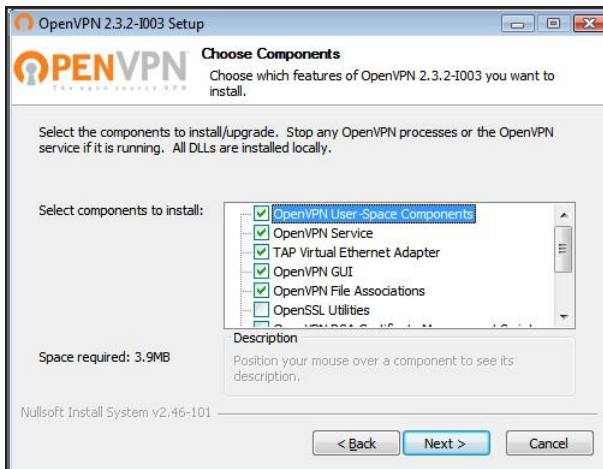 OpenVPN 2.3.2-I003 Setup
OPENVPN
The open source VPN
Choose Components
Choose which features of OpenVPN 2.3.2-I003 you want to
install.
Select the components to install/upgrade. Stop any OpenVPN processes or the OpenVPN
service if it is running. All DLLs are installed locally.
Select components to install:
OpenVPN User-Space Components
OpenVPN Service
TAP Virtual Ethernet Adapter
OpenVPN GUI
OpenVPN File Associations
OpenSSL Utilities
Description
Space required: 3.9MB
Position your mouse over a component to see its
description.
Nullsoft Install System v2.46-101
< Back
Next >
Cancel